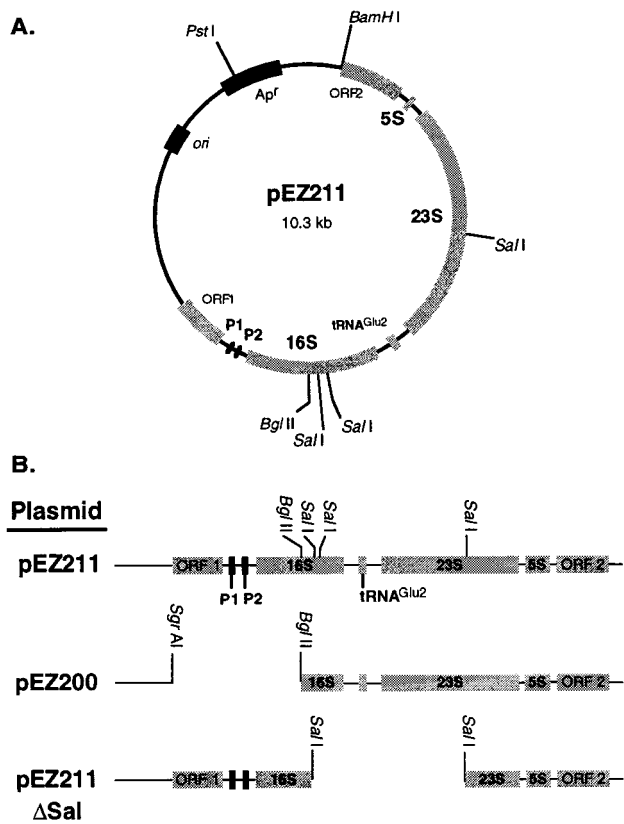 A.
Pst I
BamH I
Apr
ORF2
5S
ori
pEZ211
10.3 kb
23S
Sal I
ORF1
P1
P2
16S
tRNAGlu2
Bgl II
Sal I
Sal I
B.
Plasmid
Bgl II
Sal I
Sal I
Sal I
pEZ211
ORF 1
16S
23S
5S
ORF 2
P1
P2
tRNAGlu2
Sgr AI
Bgl II
pEZ200
16S
23S
5S
ORF 2
Sal I
Sal I
pEZ211
ORF 1
16S
23S
5S
ORF 2
ΔSal